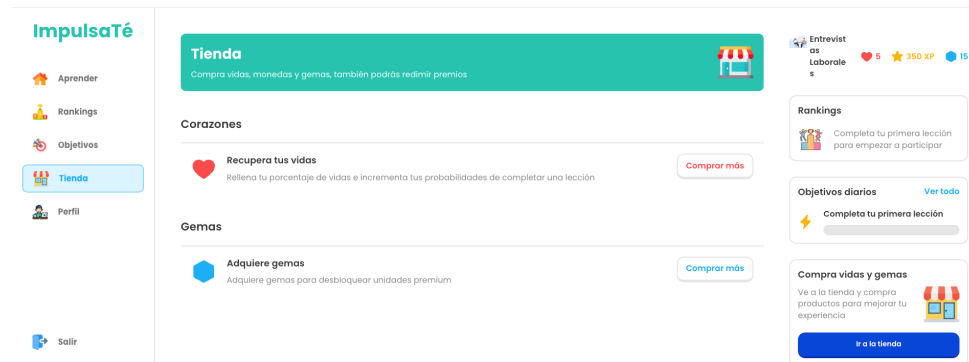 ImpulsaTé
Aprender
Rankings
Objetivos
Tienda
Perfil
Salir
Tienda
Compra vidas, monedas y gemas, también podrás redimir premios
Corazones
Recupera tus vidas
Rellena tu porcentaje de vidas e incrementa tus probabilidades de completar una lección
Comprar más
Gemas
Adquiere gemas
Adquiere gemas para desbloquear unidades premium
Comprar más
Entrevist
as
Laborale
s
5
350 XP
15
Rankings
Completa tu primera lección
para empezar a participar
Objetivos diarios
Ver todo
Completa tu primera lección
Compra vidas y gemas
Ve a la tienda y compra
productos para mejorar tu
experiencia
Ir a la tienda